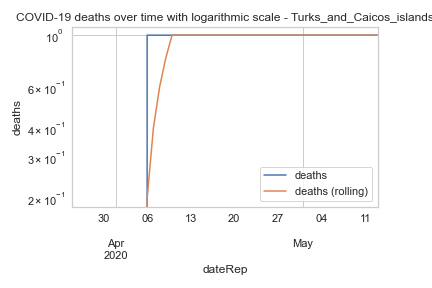 COVID-19 deaths over time with logarithmic scale - Turks_and_Caicos_islands
10⁰
6 × 10⁻¹
4 × 10⁻¹
3 × 10⁻¹
2 × 10⁻¹
deaths
deaths
deaths (rolling)
30 06 13 20 27 04 11
Apr May
2020
dateRep